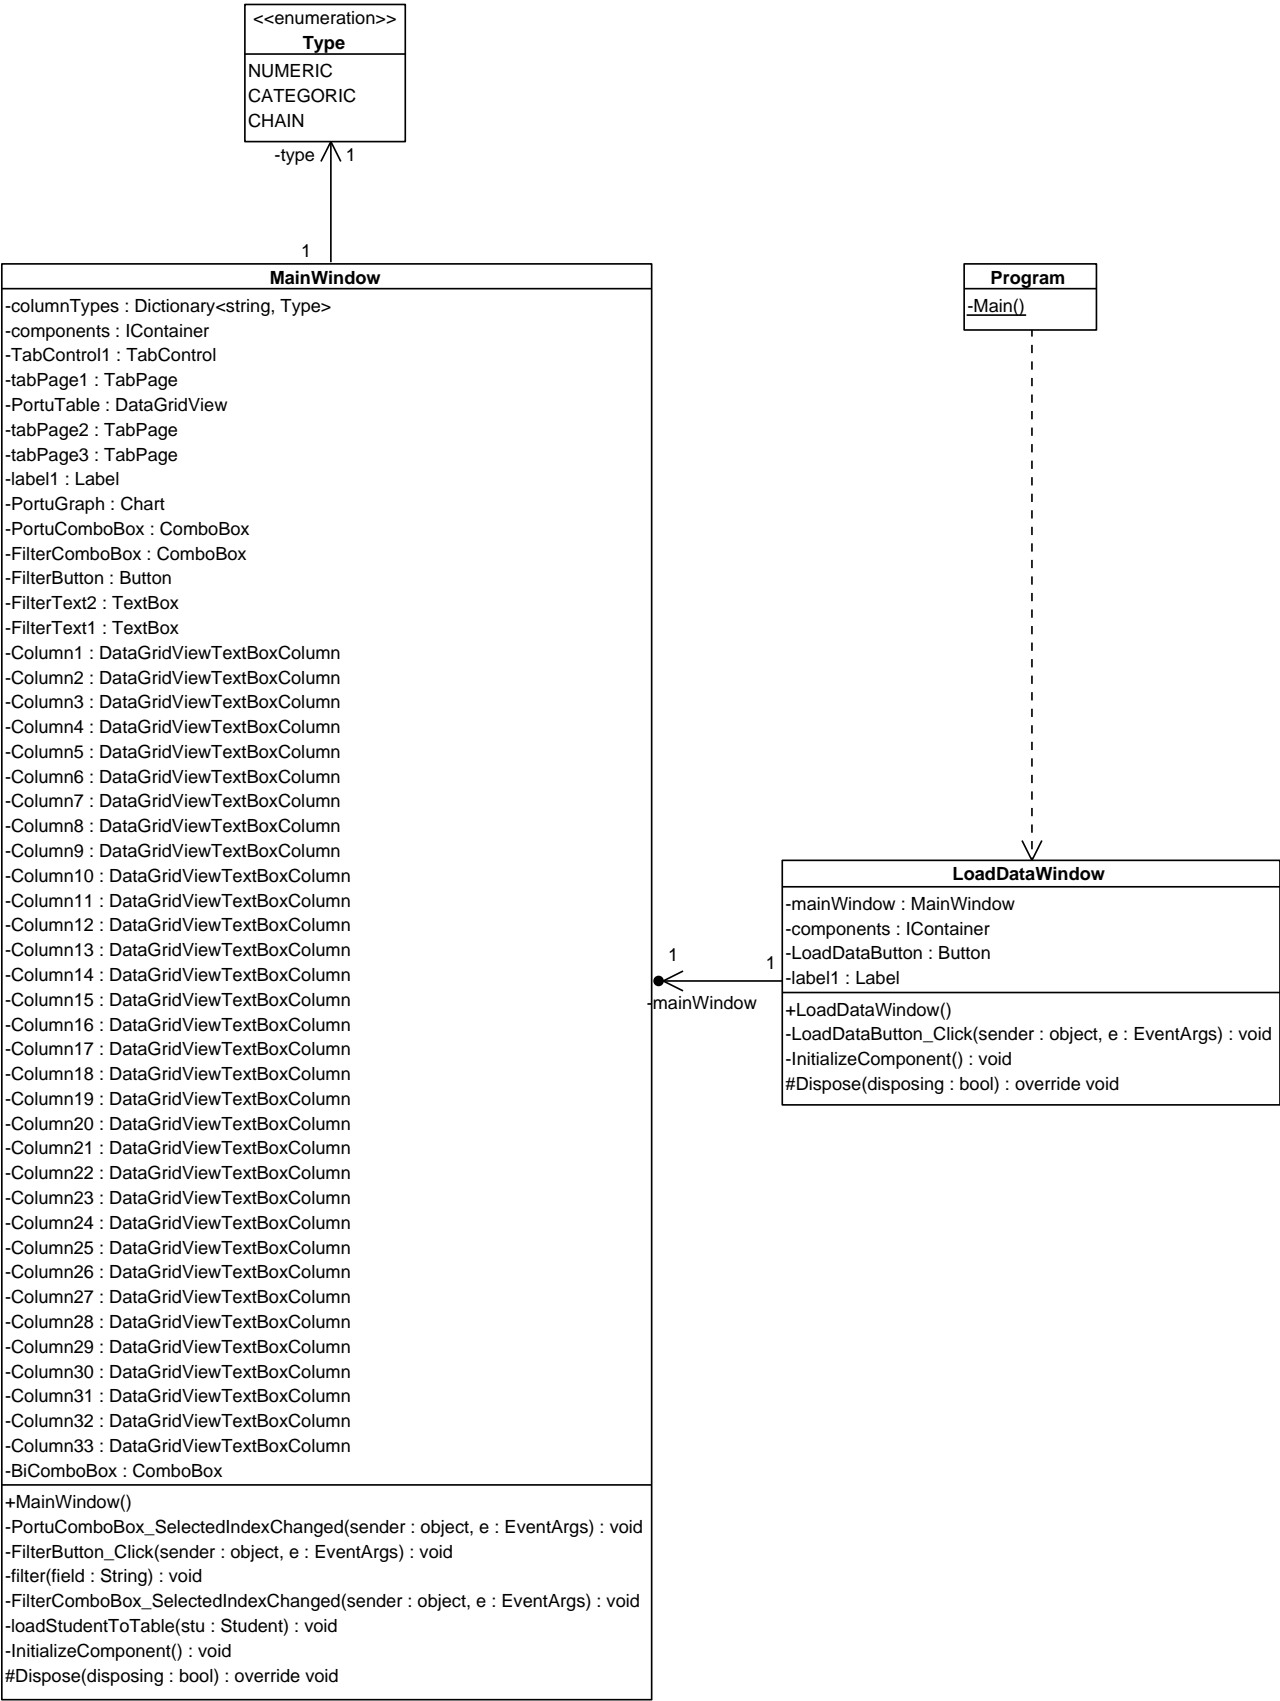 <<enumeration>>
Type
NUMERIC
CATEGORIC
CHAIN
-type 1
1
MainWindow
-columnTypes : Dictionary<string, Type>
-components : IContainer
-TabControl1 : TabControl
-tabPage1 : TabPage
-PortuTable : DataGridView
-tabPage2 : TabPage
-tabPage3 : TabPage
-label1 : Label
-PortuGraph : Chart
-PortuComboBox : ComboBox
-FilterComboBox : ComboBox
-FilterButton : Button
-FilterText2 : TextBox
-FilterText1 : TextBox
-Column1 : DataGridViewTextBoxColumn
-Column2 : DataGridViewTextBoxColumn
-Column3 : DataGridViewTextBoxColumn
-Column4 : DataGridViewTextBoxColumn
-Column5 : DataGridViewTextBoxColumn
-Column6 : DataGridViewTextBoxColumn
-Column7 : DataGridViewTextBoxColumn
-Column8 : DataGridViewTextBoxColumn
-Column9 : DataGridViewTextBoxColumn
-Column10 : DataGridViewTextBoxColumn
-Column11 : DataGridViewTextBoxColumn
-Column12 : DataGridViewTextBoxColumn
-Column13 : DataGridViewTextBoxColumn
-Column14 : DataGridViewTextBoxColumn
-Column15 : DataGridViewTextBoxColumn
-Column16 : DataGridViewTextBoxColumn
-Column17 : DataGridViewTextBoxColumn
-Column18 : DataGridViewTextBoxColumn
-Column19 : DataGridViewTextBoxColumn
-Column20 : DataGridViewTextBoxColumn
-Column21 : DataGridViewTextBoxColumn
-Column22 : DataGridViewTextBoxColumn
-Column23 : DataGridViewTextBoxColumn
-Column24 : DataGridViewTextBoxColumn
-Column25 : DataGridViewTextBoxColumn
-Column26 : DataGridViewTextBoxColumn
-Column27 : DataGridViewTextBoxColumn
-Column28 : DataGridViewTextBoxColumn
-Column29 : DataGridViewTextBoxColumn
-Column30 : DataGridViewTextBoxColumn
-Column31 : DataGridViewTextBoxColumn
-Column32 : DataGridViewTextBoxColumn
-Column33 : DataGridViewTextBoxColumn
-BiComboBox : ComboBox
+MainWindow()
-PortuComboBox_SelectedIndexChanged(sender : object, e : EventArgs) : void
-FilterButton_Click(sender : object, e : EventArgs) : void
-filter(field : String) : void
-FilterComboBox_SelectedIndexChanged(sender : object, e : EventArgs) : void
-loadStudentToTable(stu : Student) : void
-InitializeComponent() : void
#Dispose(disposing : bool) : override void
Program
-Main()
1 1
-mainWindow
LoadDataWindow
-mainWindow : MainWindow
-components : IContainer
-LoadDataButton : Button
-label1 : Label
+LoadDataWindow()
-LoadDataButton_Click(sender : object, e : EventArgs) : void
-InitializeComponent() : void
#Dispose(disposing : bool) : override void